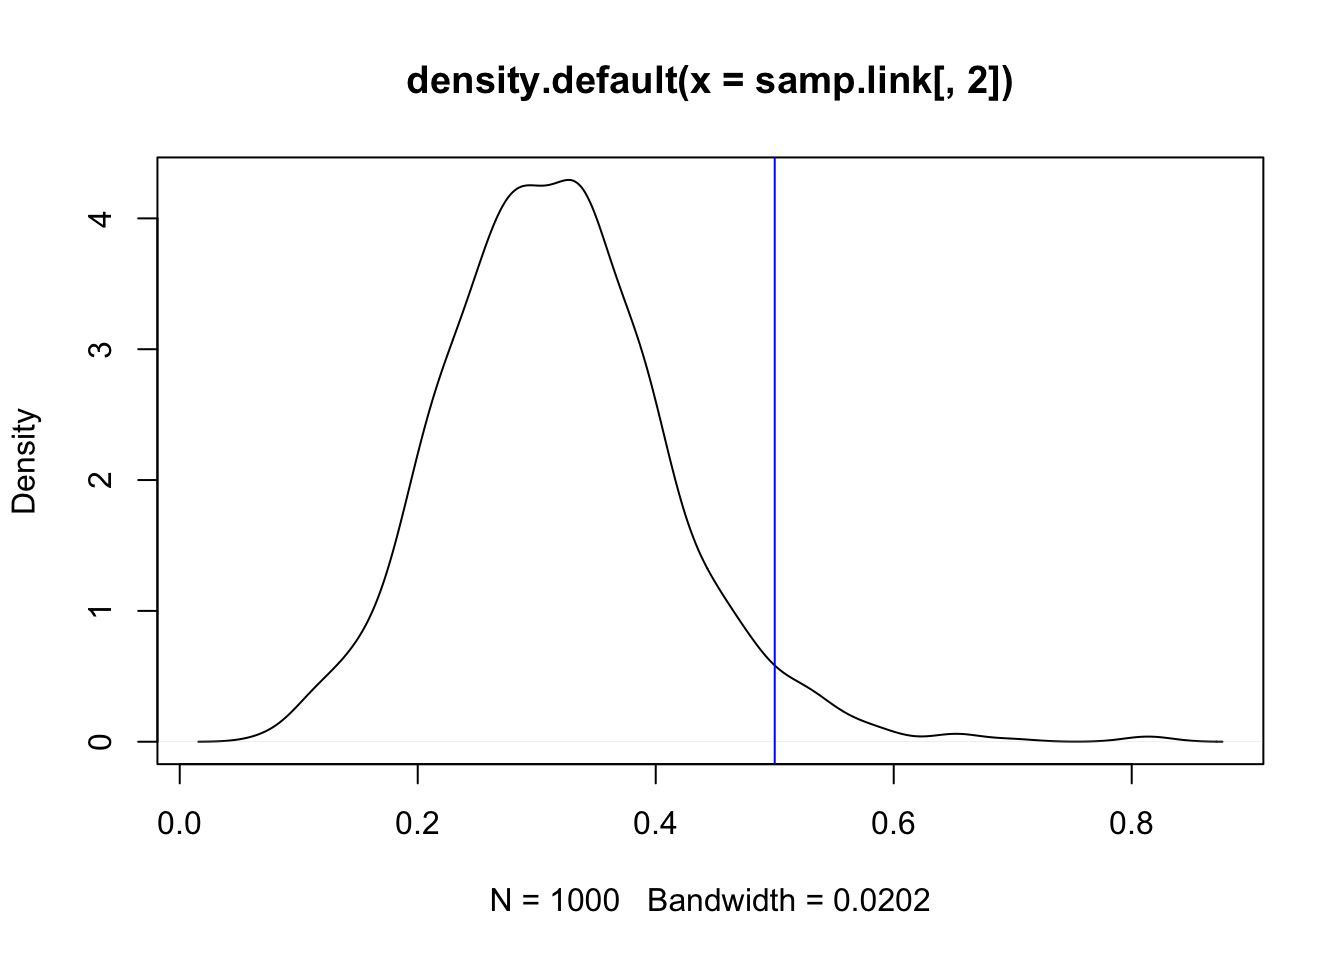 density.default(x = samp.link[, 2])
Density
4
3
2
1
0
0.0 0.2 0.4 0.6 0.8
N = 1000 Bandwidth = 0.0202